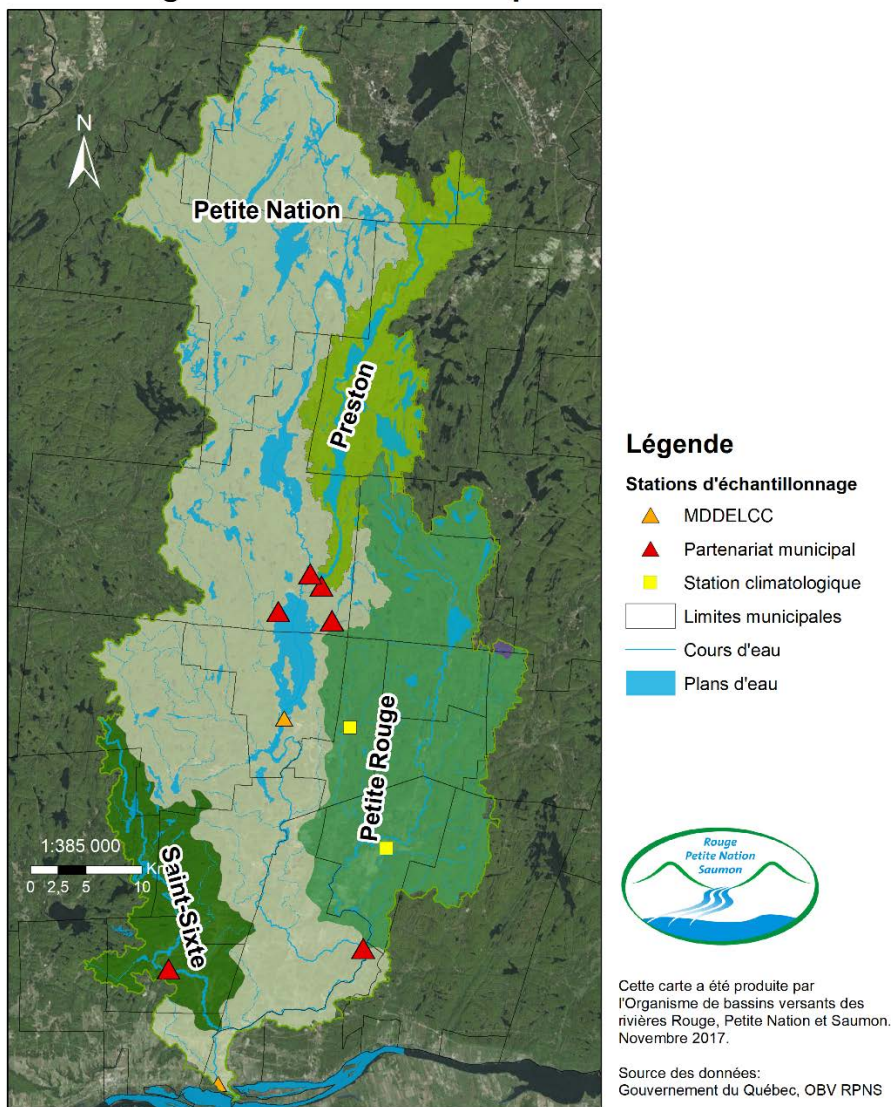 N
Petite Nation
Preston
Petite Rouge
Saint-Sixte
1:385 000
Km
0 2,5 5 10
Légende
Stations d'échantillonnage
MDDELCC
Partenariat municipal
Station climatologique
Limites municipales
Cours d'eau
Plans d'eau
Rouge
Petite Nation
Saumon
Cette carte a été produite par
l'Organisme de bassins versants des
rivières Rouge, Petite Nation et Saumon.
Novembre 2017.
Source des données:
Gouvernement du Québec, OBV RPNS